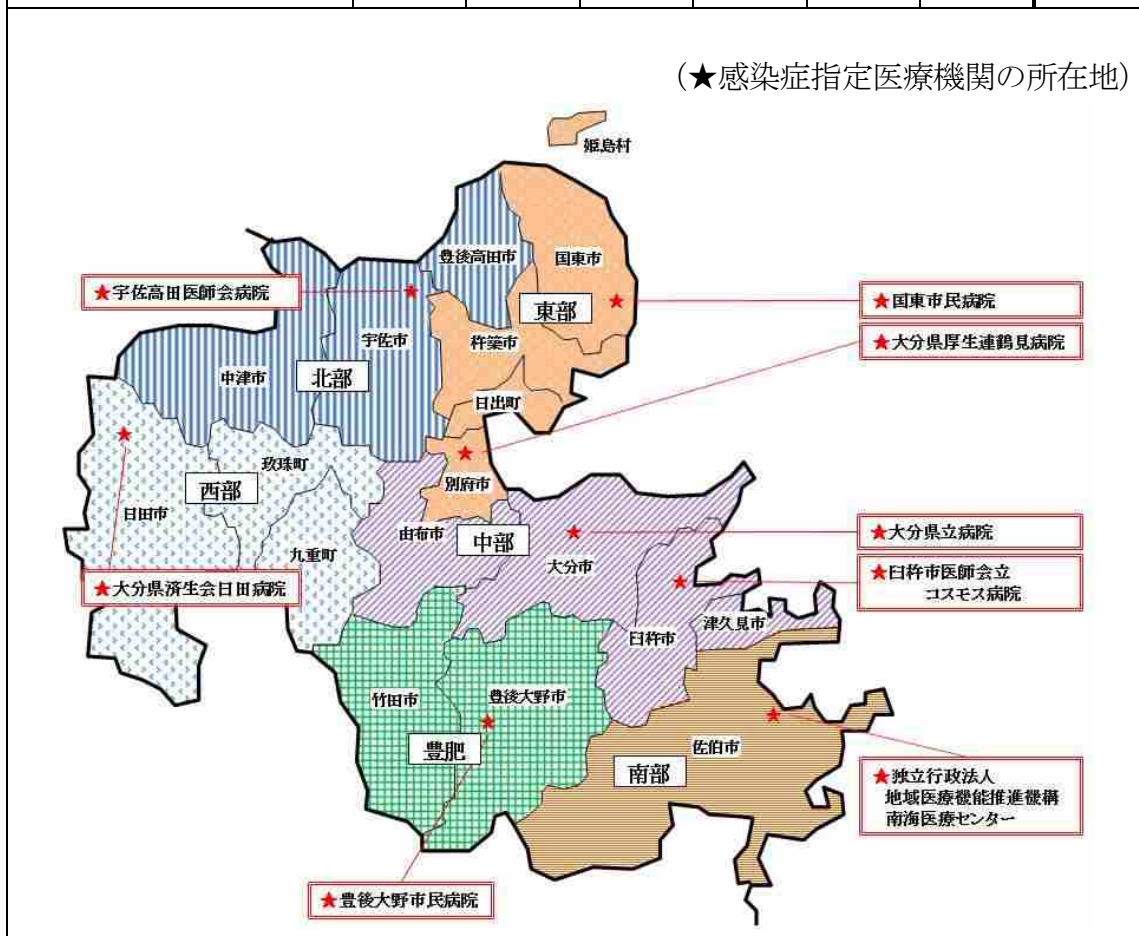 (★感染症指定医療機関の所在地)
姫島村
豊後高田市
国東市
★宇佐高田医師会病院
★国東市民病院
東部
宇佐市
杵築市
★大分県厚生連鶴見病院
中津市
北部
日出町
玖珠町
別府市
西部
日田市
由布市
中部
大分市
★大分県立病院
九重町
★大分県済生会日田病院
★臼杵市医師会立
コスモス病院
津久見市
臼杵市
竹田市
豊後大野市
豊肥
佐伯市
南部
★独立行政法人
地域医療機能推進機構
南海医療センター
★豊後大野市民病院